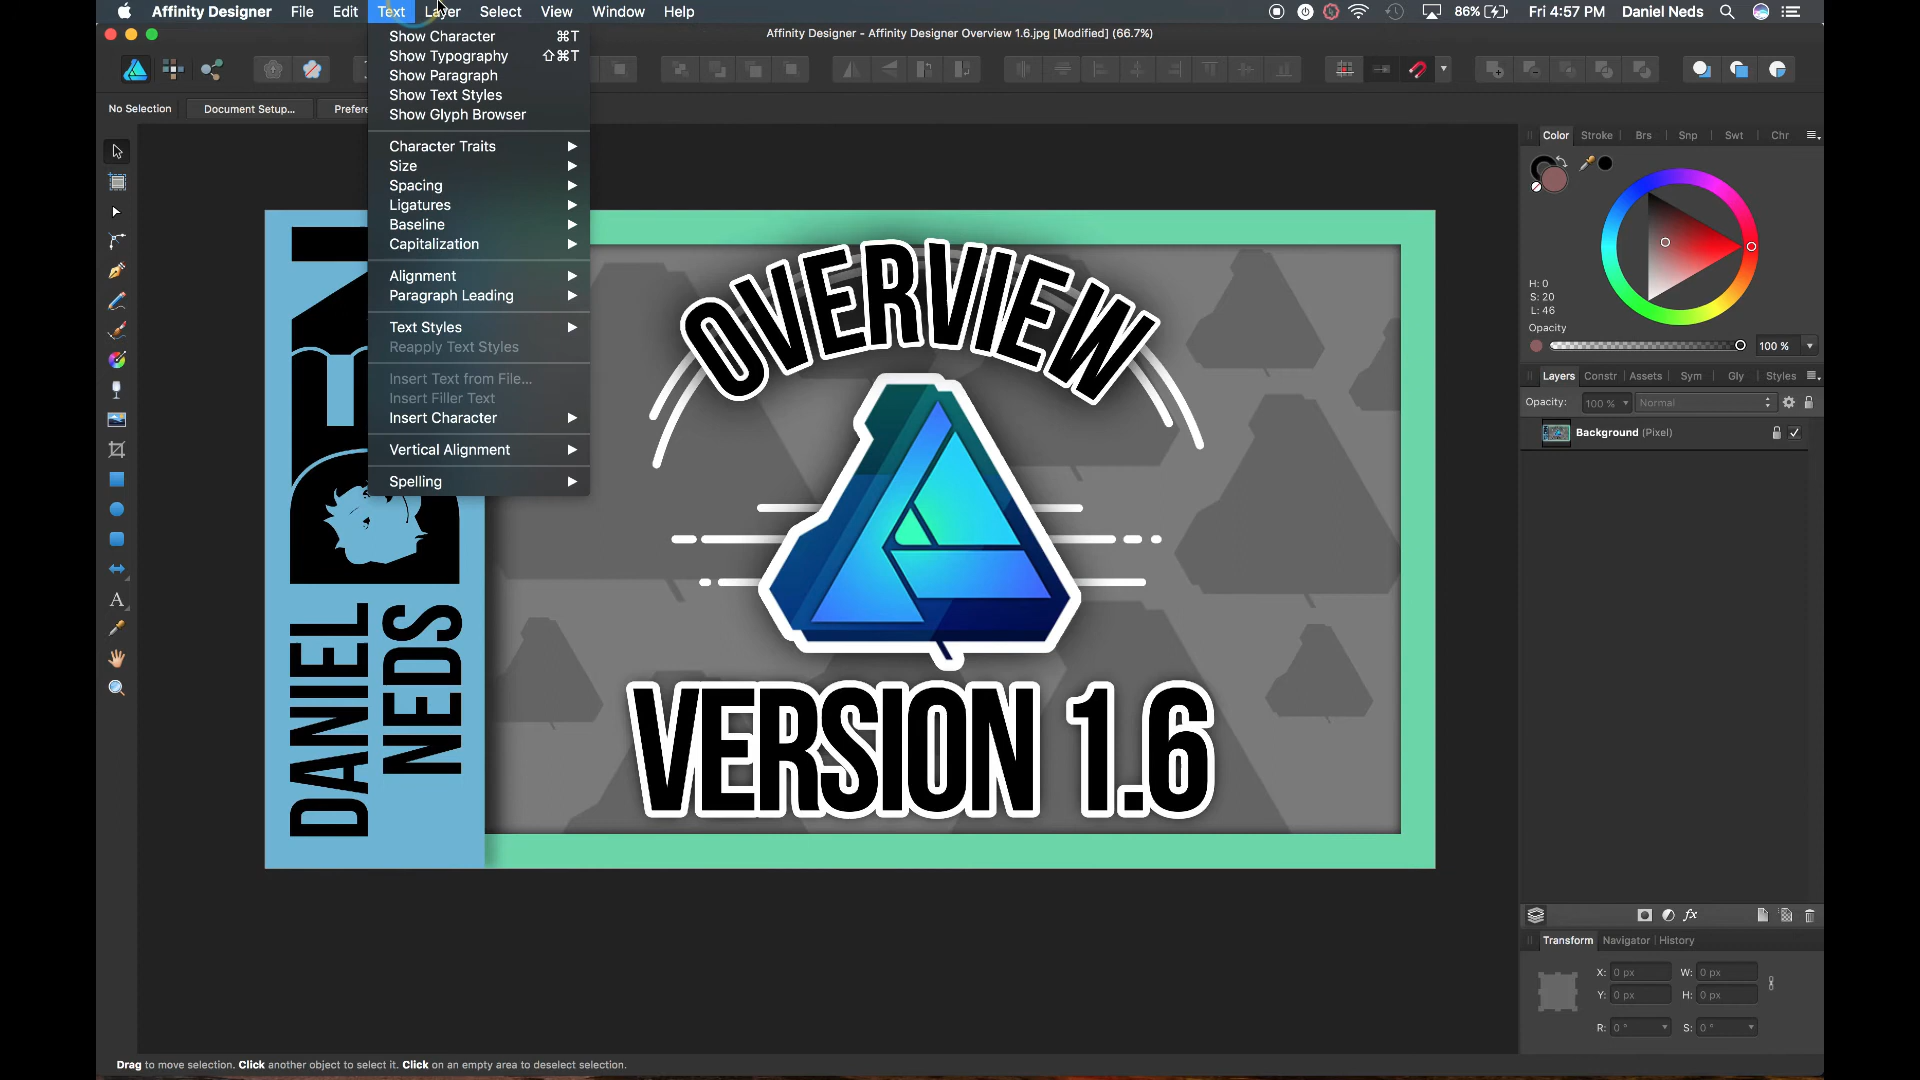 Affinity Designer File Edit Text Layer Select View Window Help 86% Fri 4:57 PM Daniel Neds
Affinity Designer - Affinity Designer Overview 1.6.jpg [Modified] (66.7%)
No Selection Document Setup...
Show Character ⌘T
Show Typography ⇧⌘T
Show Paragraph
Show Text Styles
Show Glyph Browser
Character Traits
Size
Spacing
Ligatures
Baseline
Capitalization
Alignment
Paragraph Leading
Text Styles
Reapply Text Styles
Insert Text from File...
Insert Filler Text
Insert Character
Vertical Alignment
Spelling
OVERVIEW
VERSION 1.6
DANIEL
NEDS
Color Stroke Brs Snp Swt Chr
H: 0
S: 20
L: 46
Opacity
100 %
Layers Constr Assets Sym Gly Styles
Opacity: 100 % Normal
Background (Pixel)
fx
Transform Navigator History
X: 0 px W: 0 px
Y: 0 px H: 0 px
R: 0 ° S: 0 °
Drag to move selection. Click another object to select it. Click on an empty area to deselect selection.